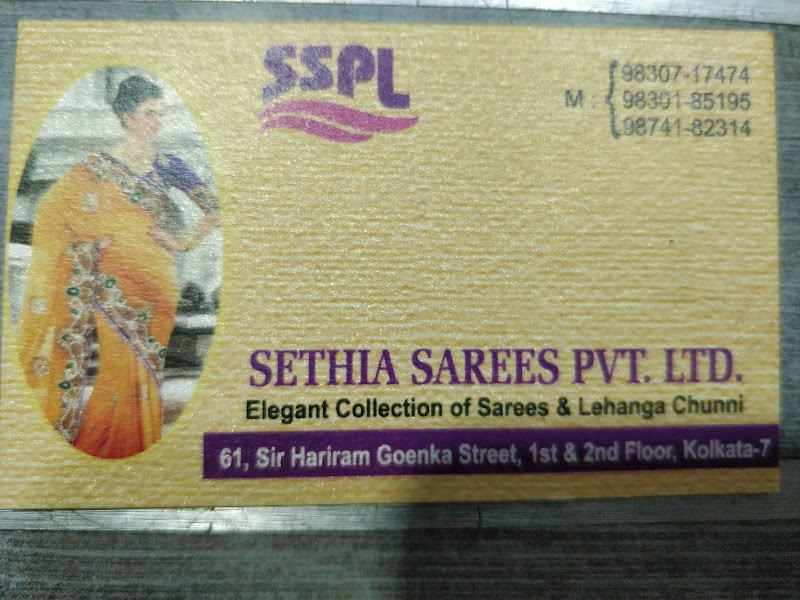 SSPL
M : 98307-17474
98301-85195
98741-82314
SETHIA SAREES PVT. LTD.
Elegant Collection of Sarees & Lehanga Chunni
61, Sir Hariram Goenka Street, 1st & 2nd Floor, Kolkata-7